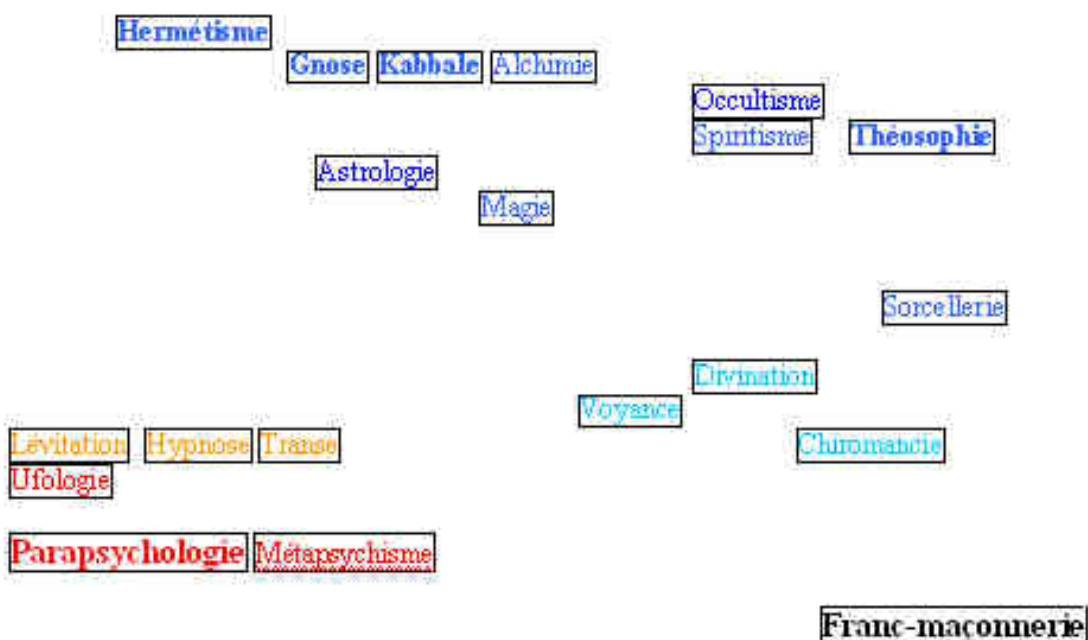 Hermétisme
Gnose Kabbale Alchimie
Occultisme
Spiritisme Théosophie
Astrologie
Magie
Sorcellerie
Divination
Voyance
Lévitation Hypnose Transe Chiromancie
Ufologie
Parapsychologie Métapsychisme
Franc-maçonnerie